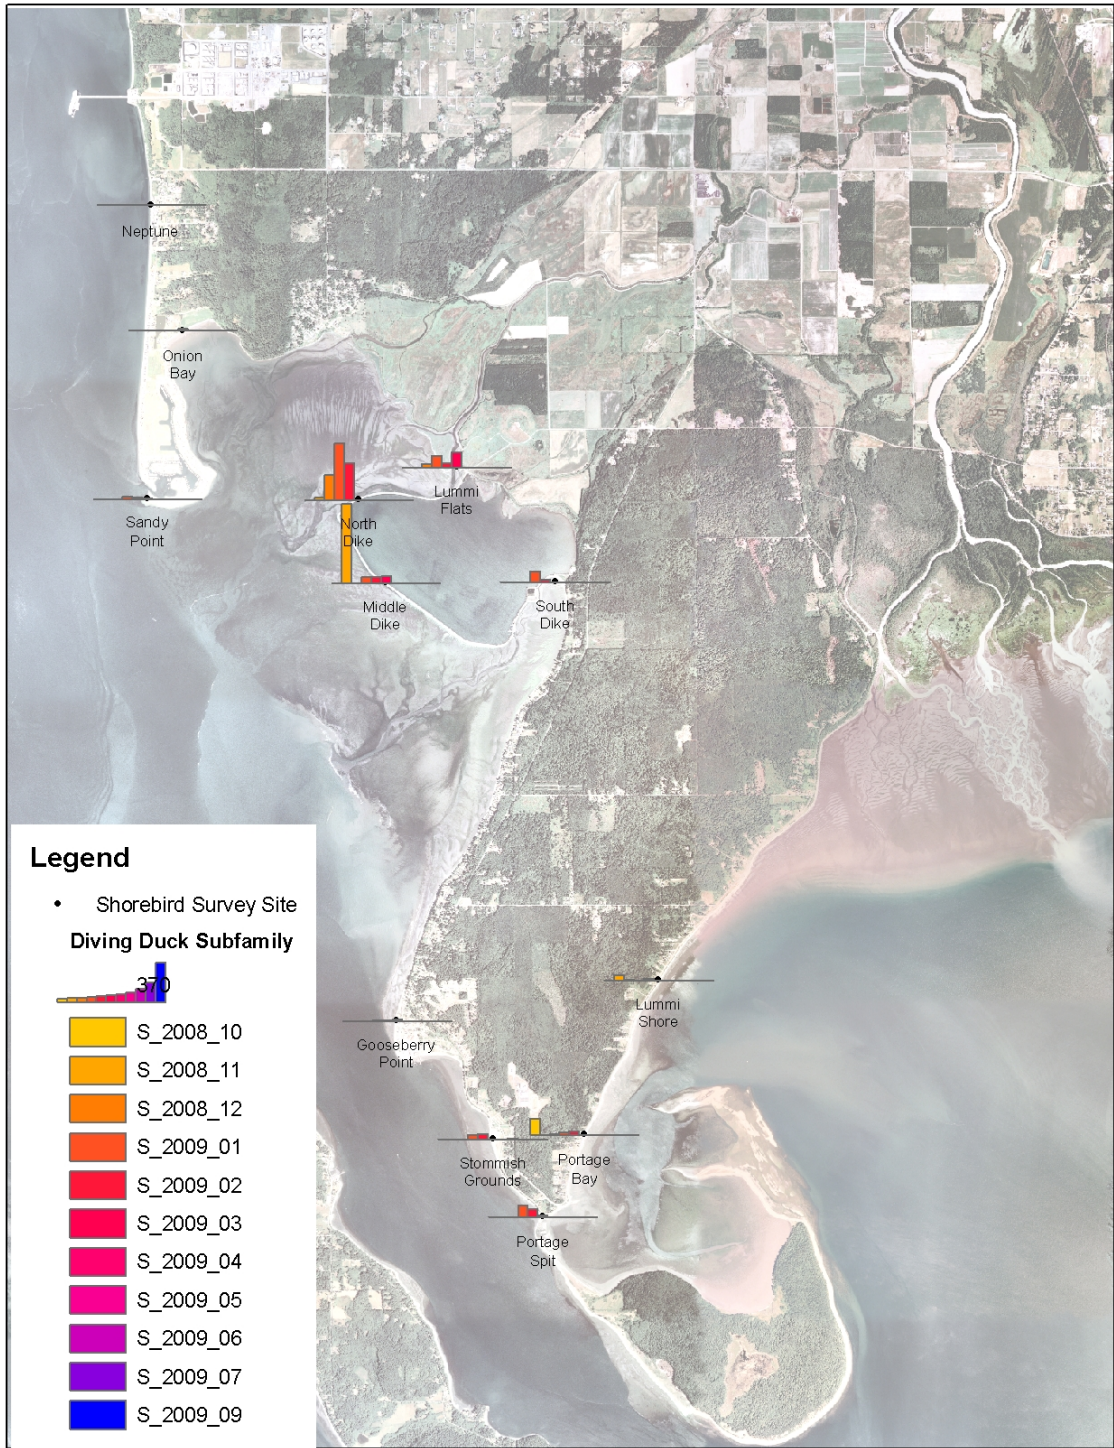 Neptune
Onion
Bay
Sandy
Point
North
Dike
Lummi
Flats
Middle
Dike
South
Dike
Lummi
Shore
Gooseberry
Point
Stommish
Grounds
Portage
Bay
Portage
Spit
Legend
Shorebird Survey Site
Diving Duck Subfamily
370
S_2008_10
S_2008_11
S_2008_12
S_2009_01
S_2009_02
S_2009_03
S_2009_04
S_2009_05
S_2009_06
S_2009_07
S_2009_09